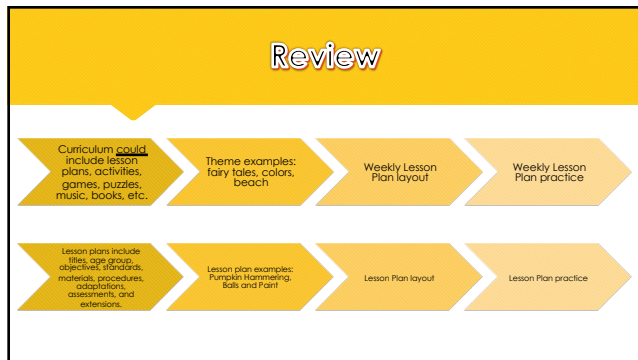 Review
Curriculum could
include lesson
plans, activities,
games, puzzles,
music, books, etc.
Theme examples:
fairy tales, colors,
beach
Weekly Lesson
Plan layout
Weekly Lesson
Plan practice
Lesson plans include
titles, age group,
objectives, standards,
materials, procedures,
adaptations,
assessments, and
extensions.
Lesson plan examples:
Pumpkin Hammering,
Balls and Paint
Lesson Plan layout
Lesson Plan practice